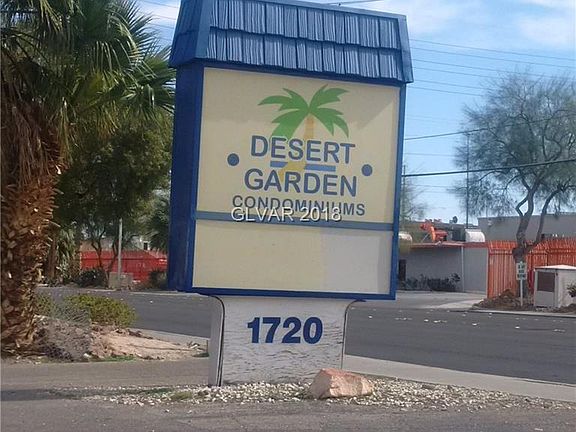 DESERT
GARDEN
CONDOMINIUMS
GLVAR 2018
1720